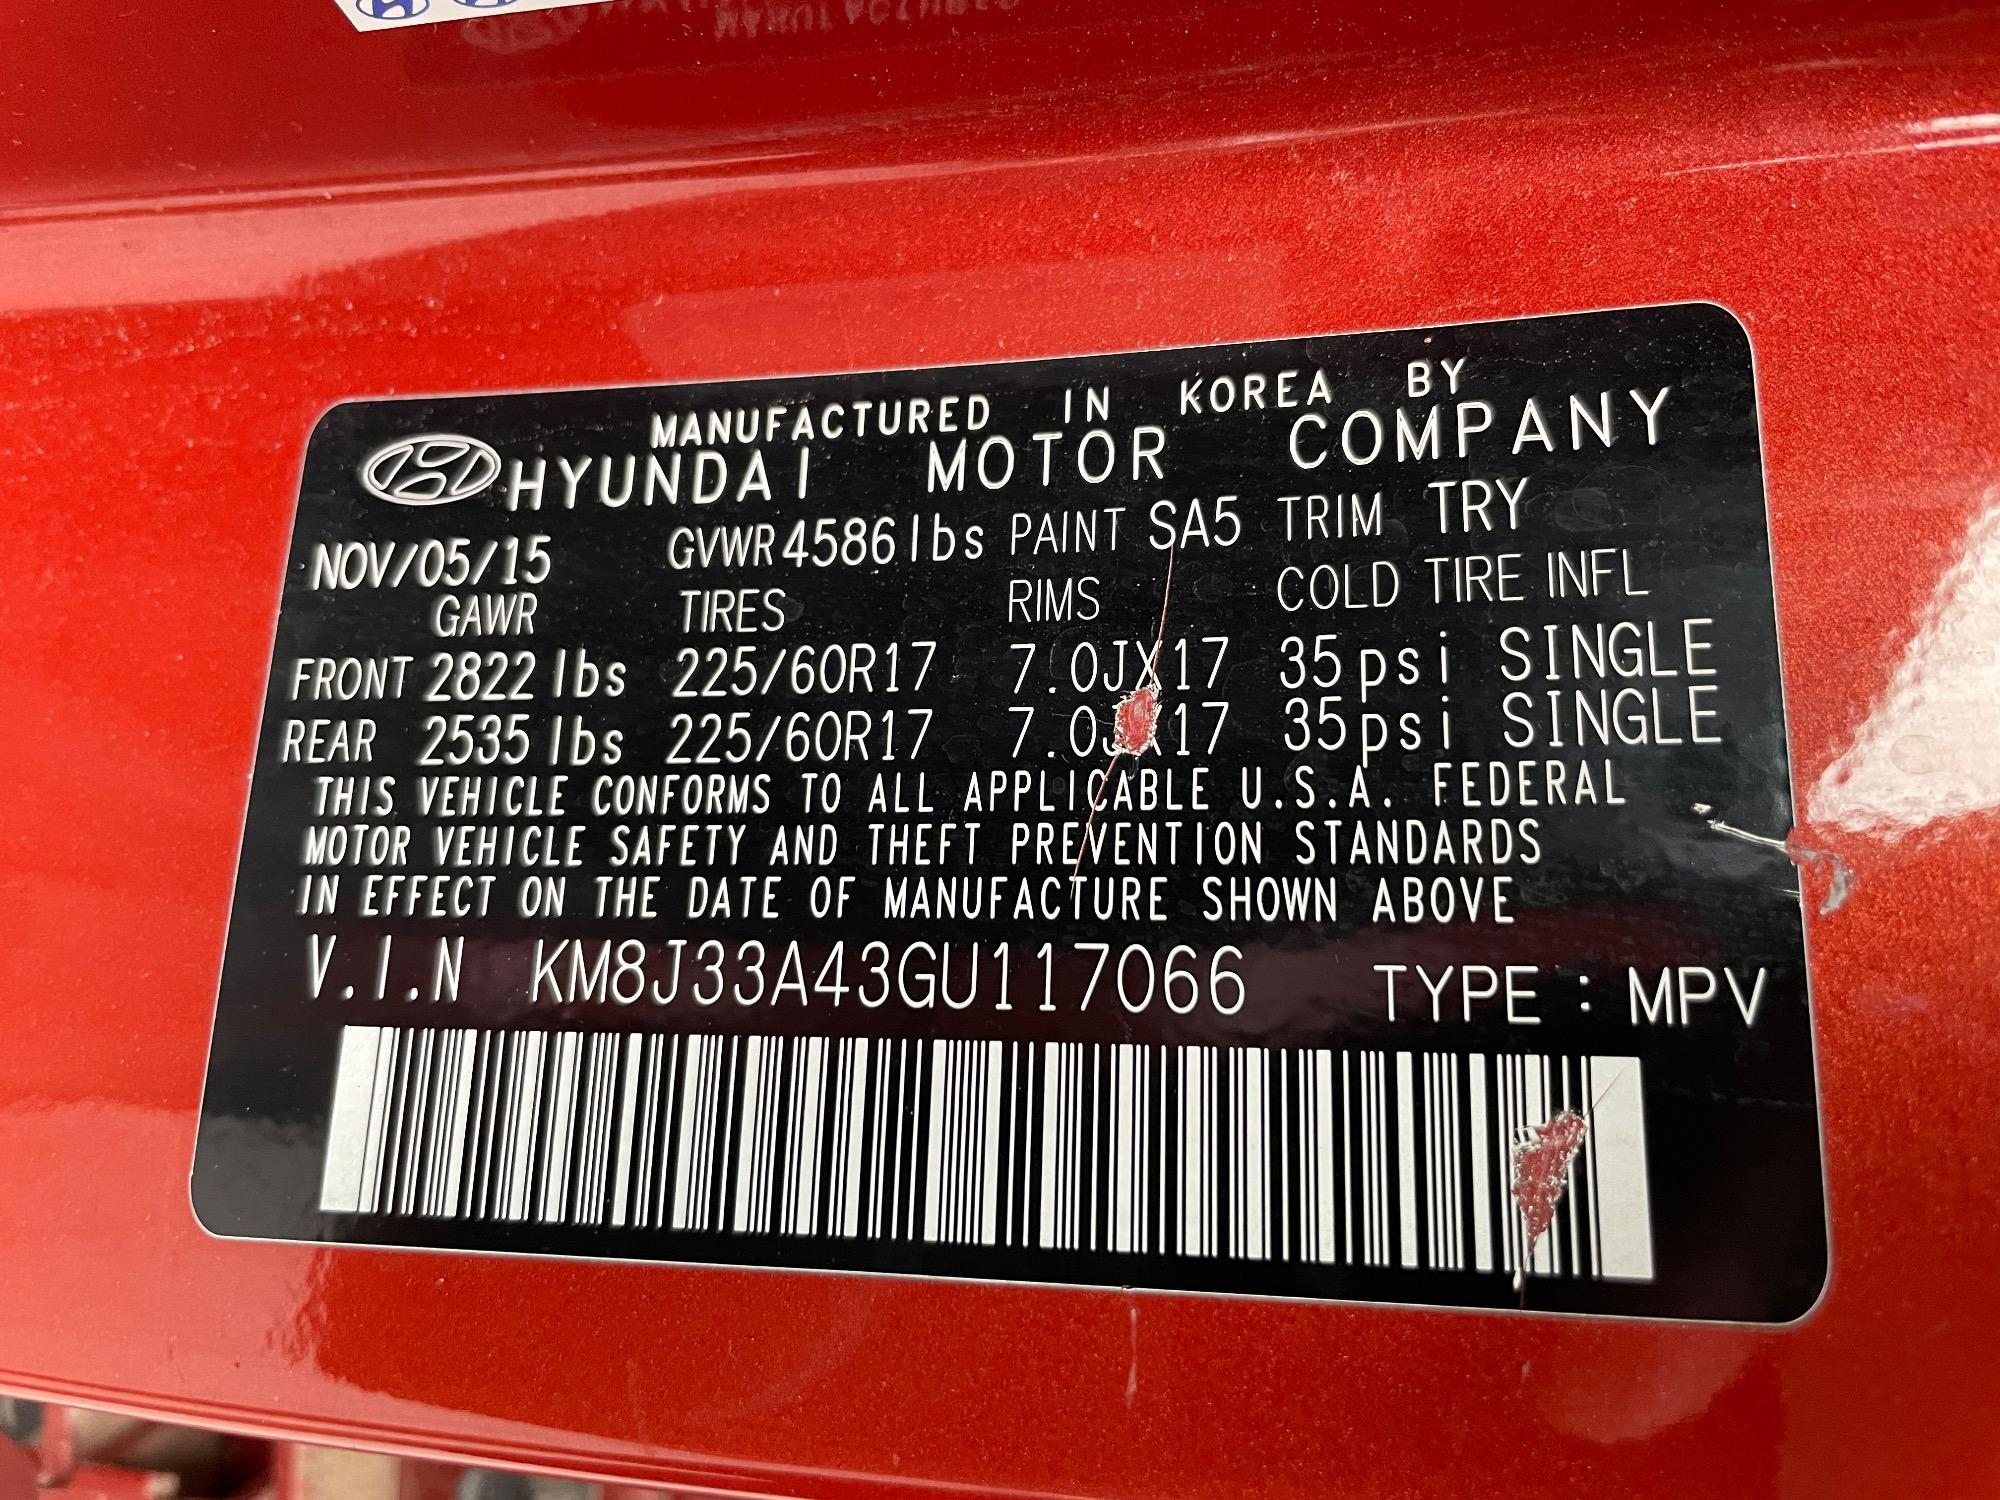 MANUFACTURED IN KOREA BY
HYUNDAI MOTOR COMPANY
NOV/05/15 GVWR 4586 lbs PAINT SA5 TRIM TRY
GAWR TIRES RIMS COLD TIRE INFL
FRONT 2822 lbs 225/60R17 7.0JX17 35psi SINGLE
REAR 2535 lbs 225/60R17 7.0JX17 35psi SINGLE
THIS VEHICLE CONFORMS TO ALL APPLICABLE U.S.A. FEDERAL
MOTOR VEHICLE SAFETY AND THEFT PREVENTION STANDARDS
IN EFFECT ON THE DATE OF MANUFACTURE SHOWN ABOVE
V.I.N KM8J33A43GU117066 TYPE : MPV